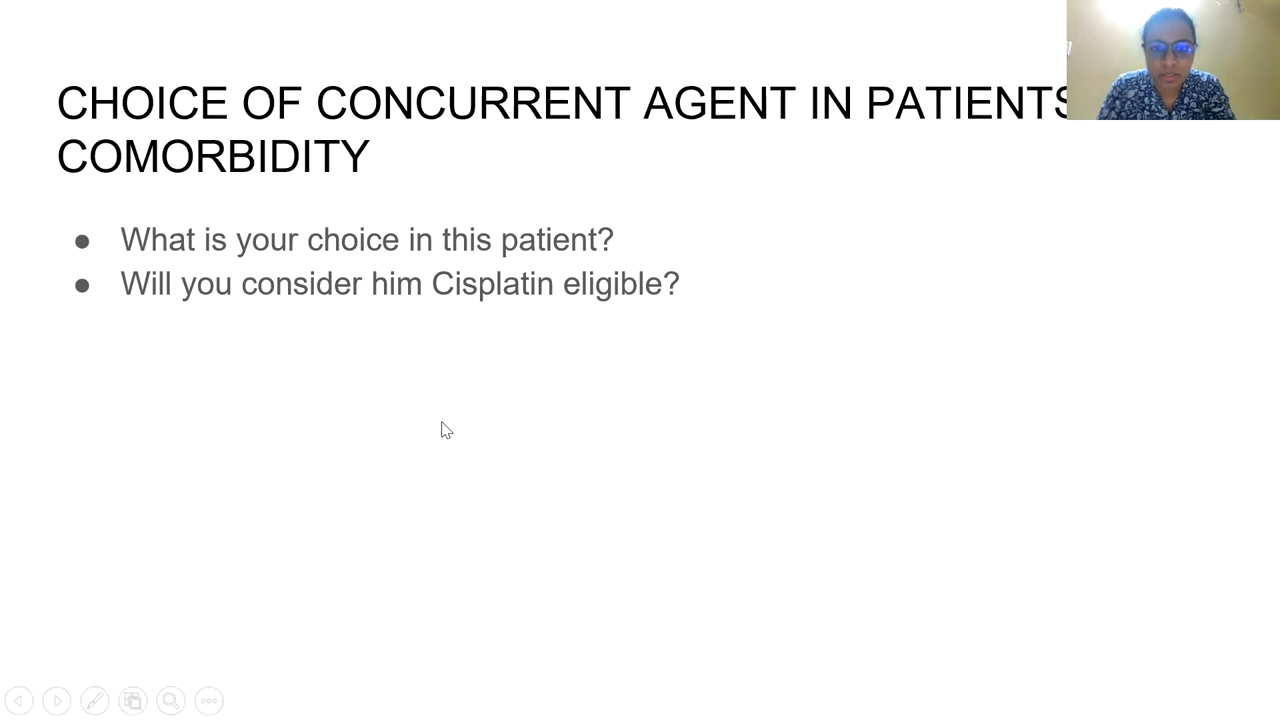 CHOICE OF CONCURRENT AGENT IN PATIENTS
COMORBIDITY
● What is your choice in this patient?
● Will you consider him Cisplatin eligible?